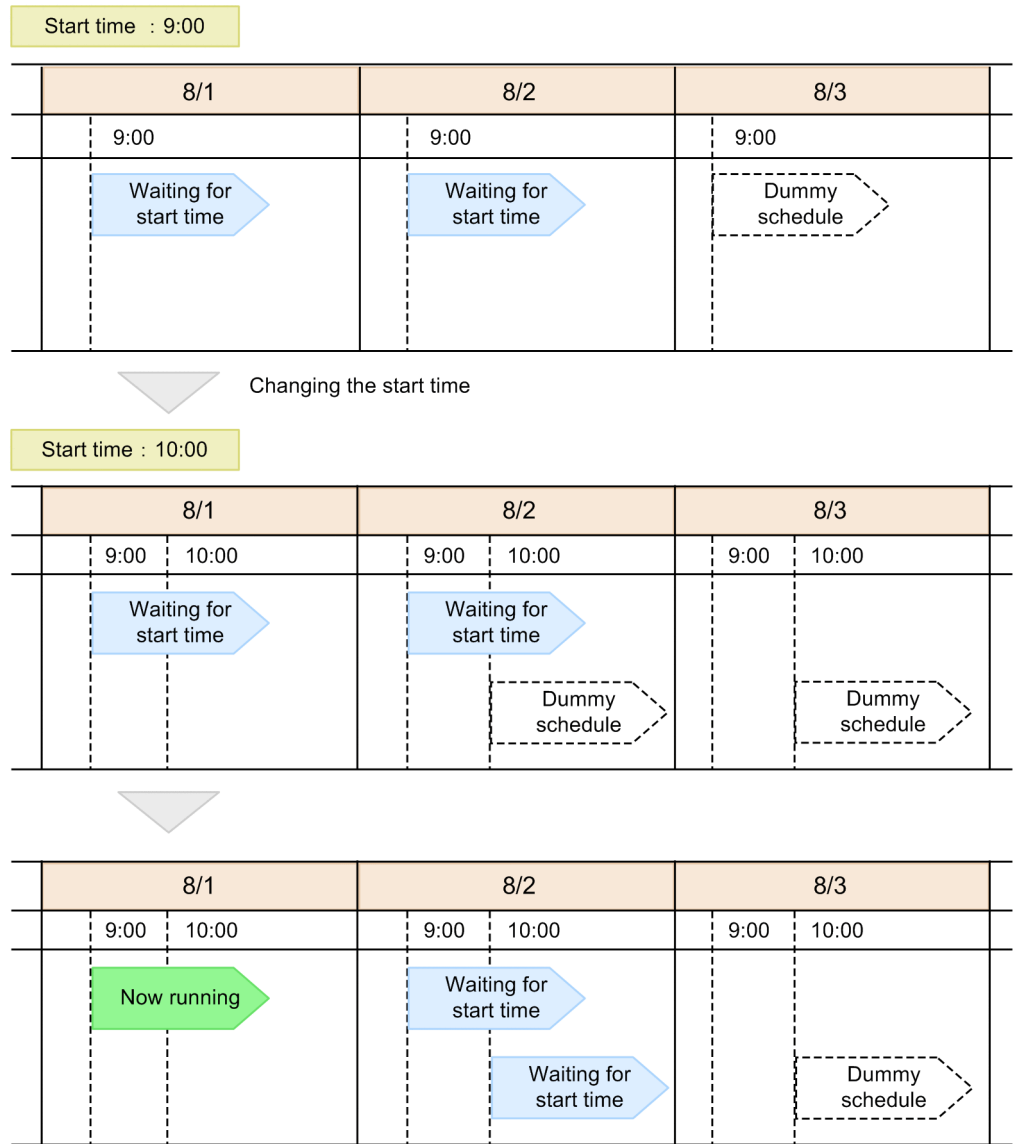 Start time : 9:00
8/1 8/2 8/3
9:00 9:00 9:00
Waiting for Waiting for Dummy
start time start time schedule
Changing the start time
Start time : 10:00
8/1 8/2 8/3
9:00 10:00 9:00 10:00 9:00 10:00
Waiting for Waiting for
start time start time
Dummy Dummy
schedule schedule
8/1 8/2 8/3
9:00 10:00 9:00 10:00 9:00 10:00
Now running Waiting for
start time
Waiting for Dummy
start time schedule